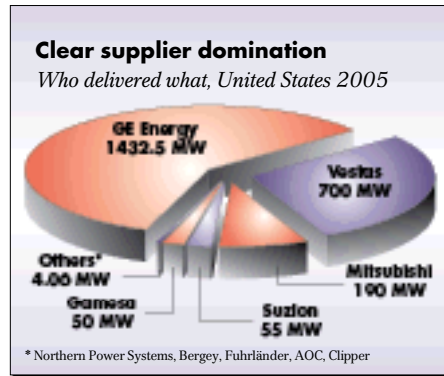 Clear supplier domination
Who delivered what, United States 2005
GE Energy
1432.5 MW
Vestas
700 MW
Mitsubishi
190 MW
Suzlon
55 MW
Gamesa
50 MW
Others*
4.06 MW
* Northern Power Systems, Bergey, Fuhrländer, AOC, Clipper